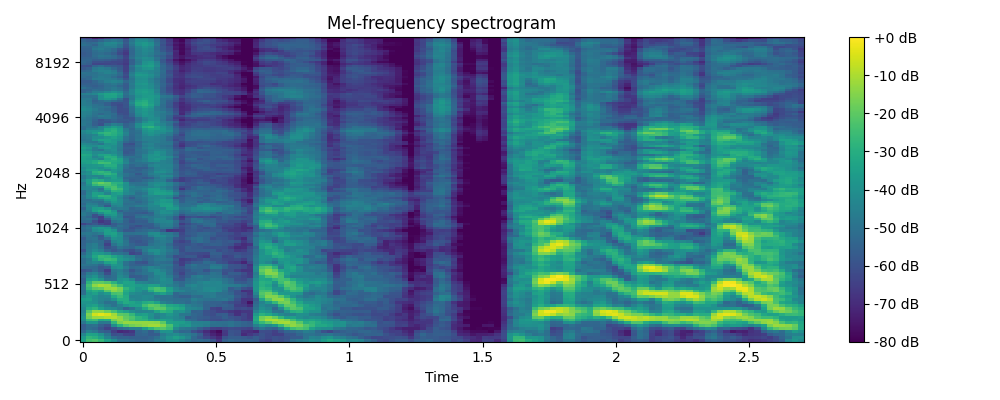 Mel-frequency spectrogram
Hz
8192
4096
2048
1024
512
0
0
0.5
1
1.5
2
2.5
Time
+0 dB
-10 dB
-20 dB
-30 dB
-40 dB
-50 dB
-60 dB
-70 dB
-80 dB